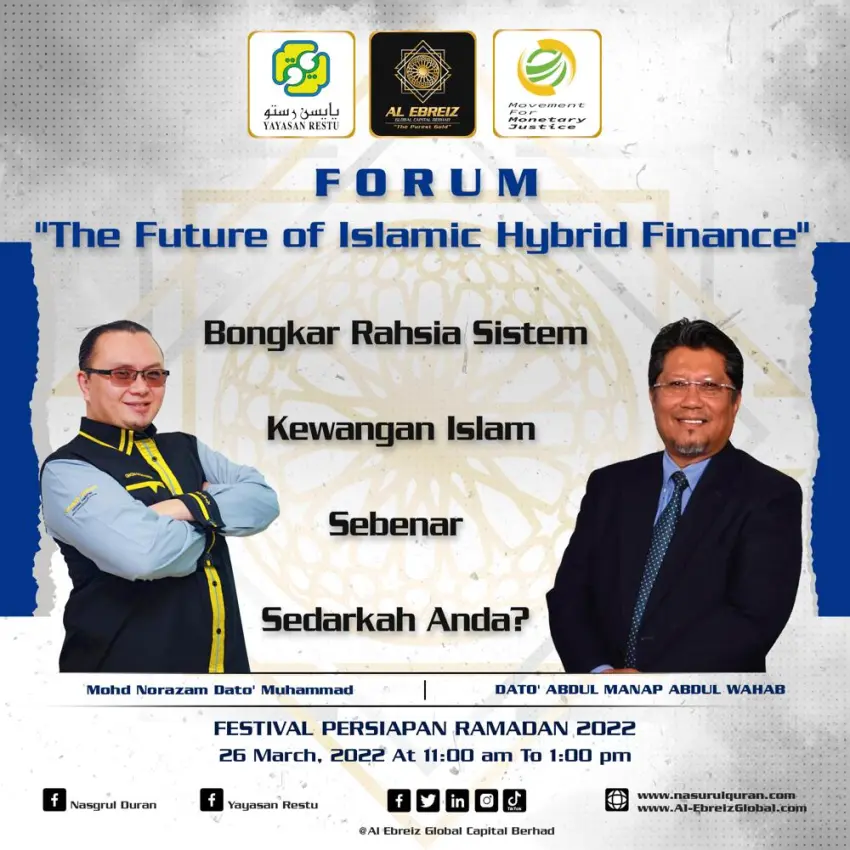 يايسن رستو
YAYASAN RESTU
AL EBREIZ
GLOBAL CAPITAL BERHAD
"The Purest Gold"
Movement
For
Monetary
Justice
FORUM
"The Future of Islamic Hybrid Finance"
Bongkar Rahsia Sistem
Kewangan Islam
Sebenar
Sedarkah Anda?
Mohd Norazam Dato' Muhammad
DATO' ABDUL MANAP ABDUL WAHAB
FESTIVAL PERSIAPAN RAMADAN 2022
26 March, 2022 At 11:00 am To 1:00 pm
Nasgrul Duran
Yayasan Restu
TikTok
www.nasurulquran.com
www.Al-EbreizGlobal.com
@Al Ebreiz Global Capital Berhad